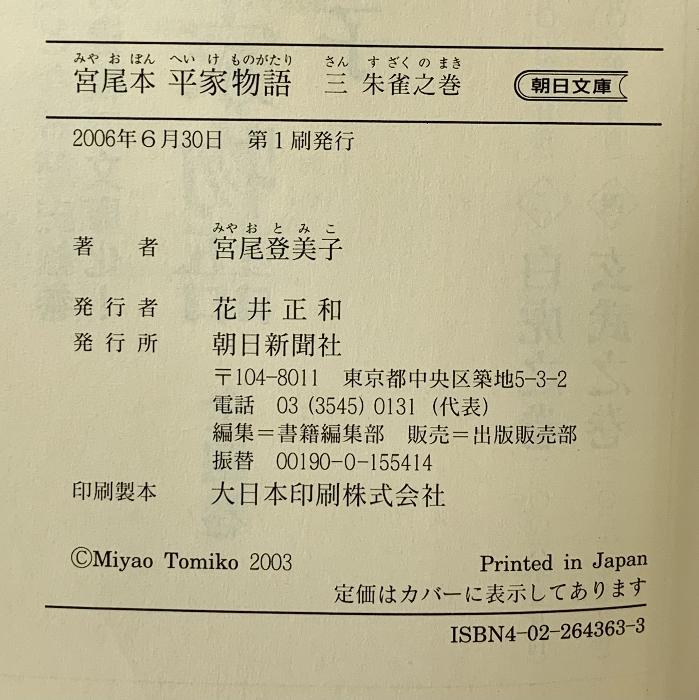 みやおぼん へいけものがたり さん すざくのまき
宮尾本 平家物語 三 朱雀之巻 朝日文庫
2006年6月30日 第1刷発行
みやおとみこ
著者 宮尾登美子
発行者 花井正和
発行所 朝日新聞社
〒104-8011 東京都中央区築地5-3-2
電話 03 (3545) 0131 (代表)
編集＝書籍編集部 販売＝出版販売部
振替 00190-0-155414
印刷製本 大日本印刷株式会社
©Miyao Tomiko 2003 Printed in Japan
定価はカバーに表示してあります
ISBN4-02-264363-3